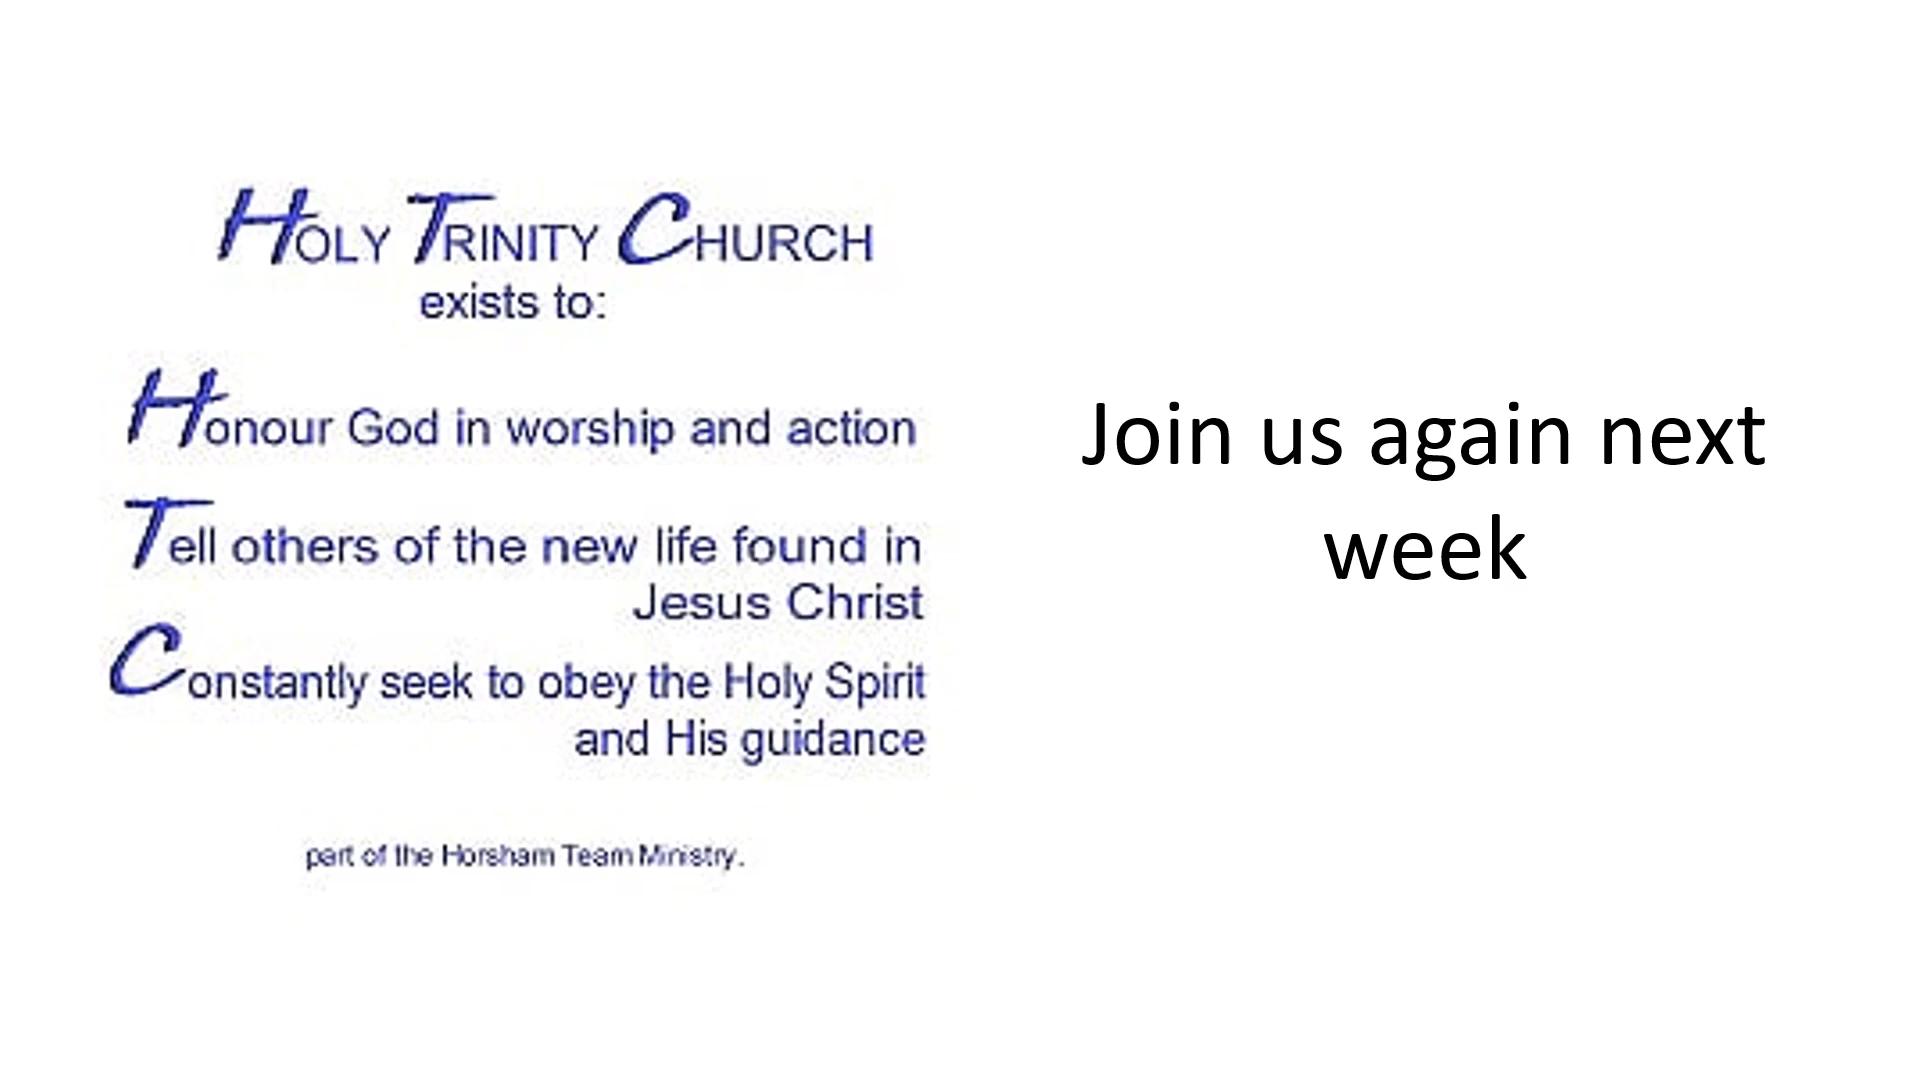 HOLY TRINITY CHURCH
exists to:
Honour God in worship and action
Tell others of the new life found in
Jesus Christ
Constantly seek to obey the Holy Spirit
and His guidance
part of the Horsham Team Ministry.
Join us again next
week